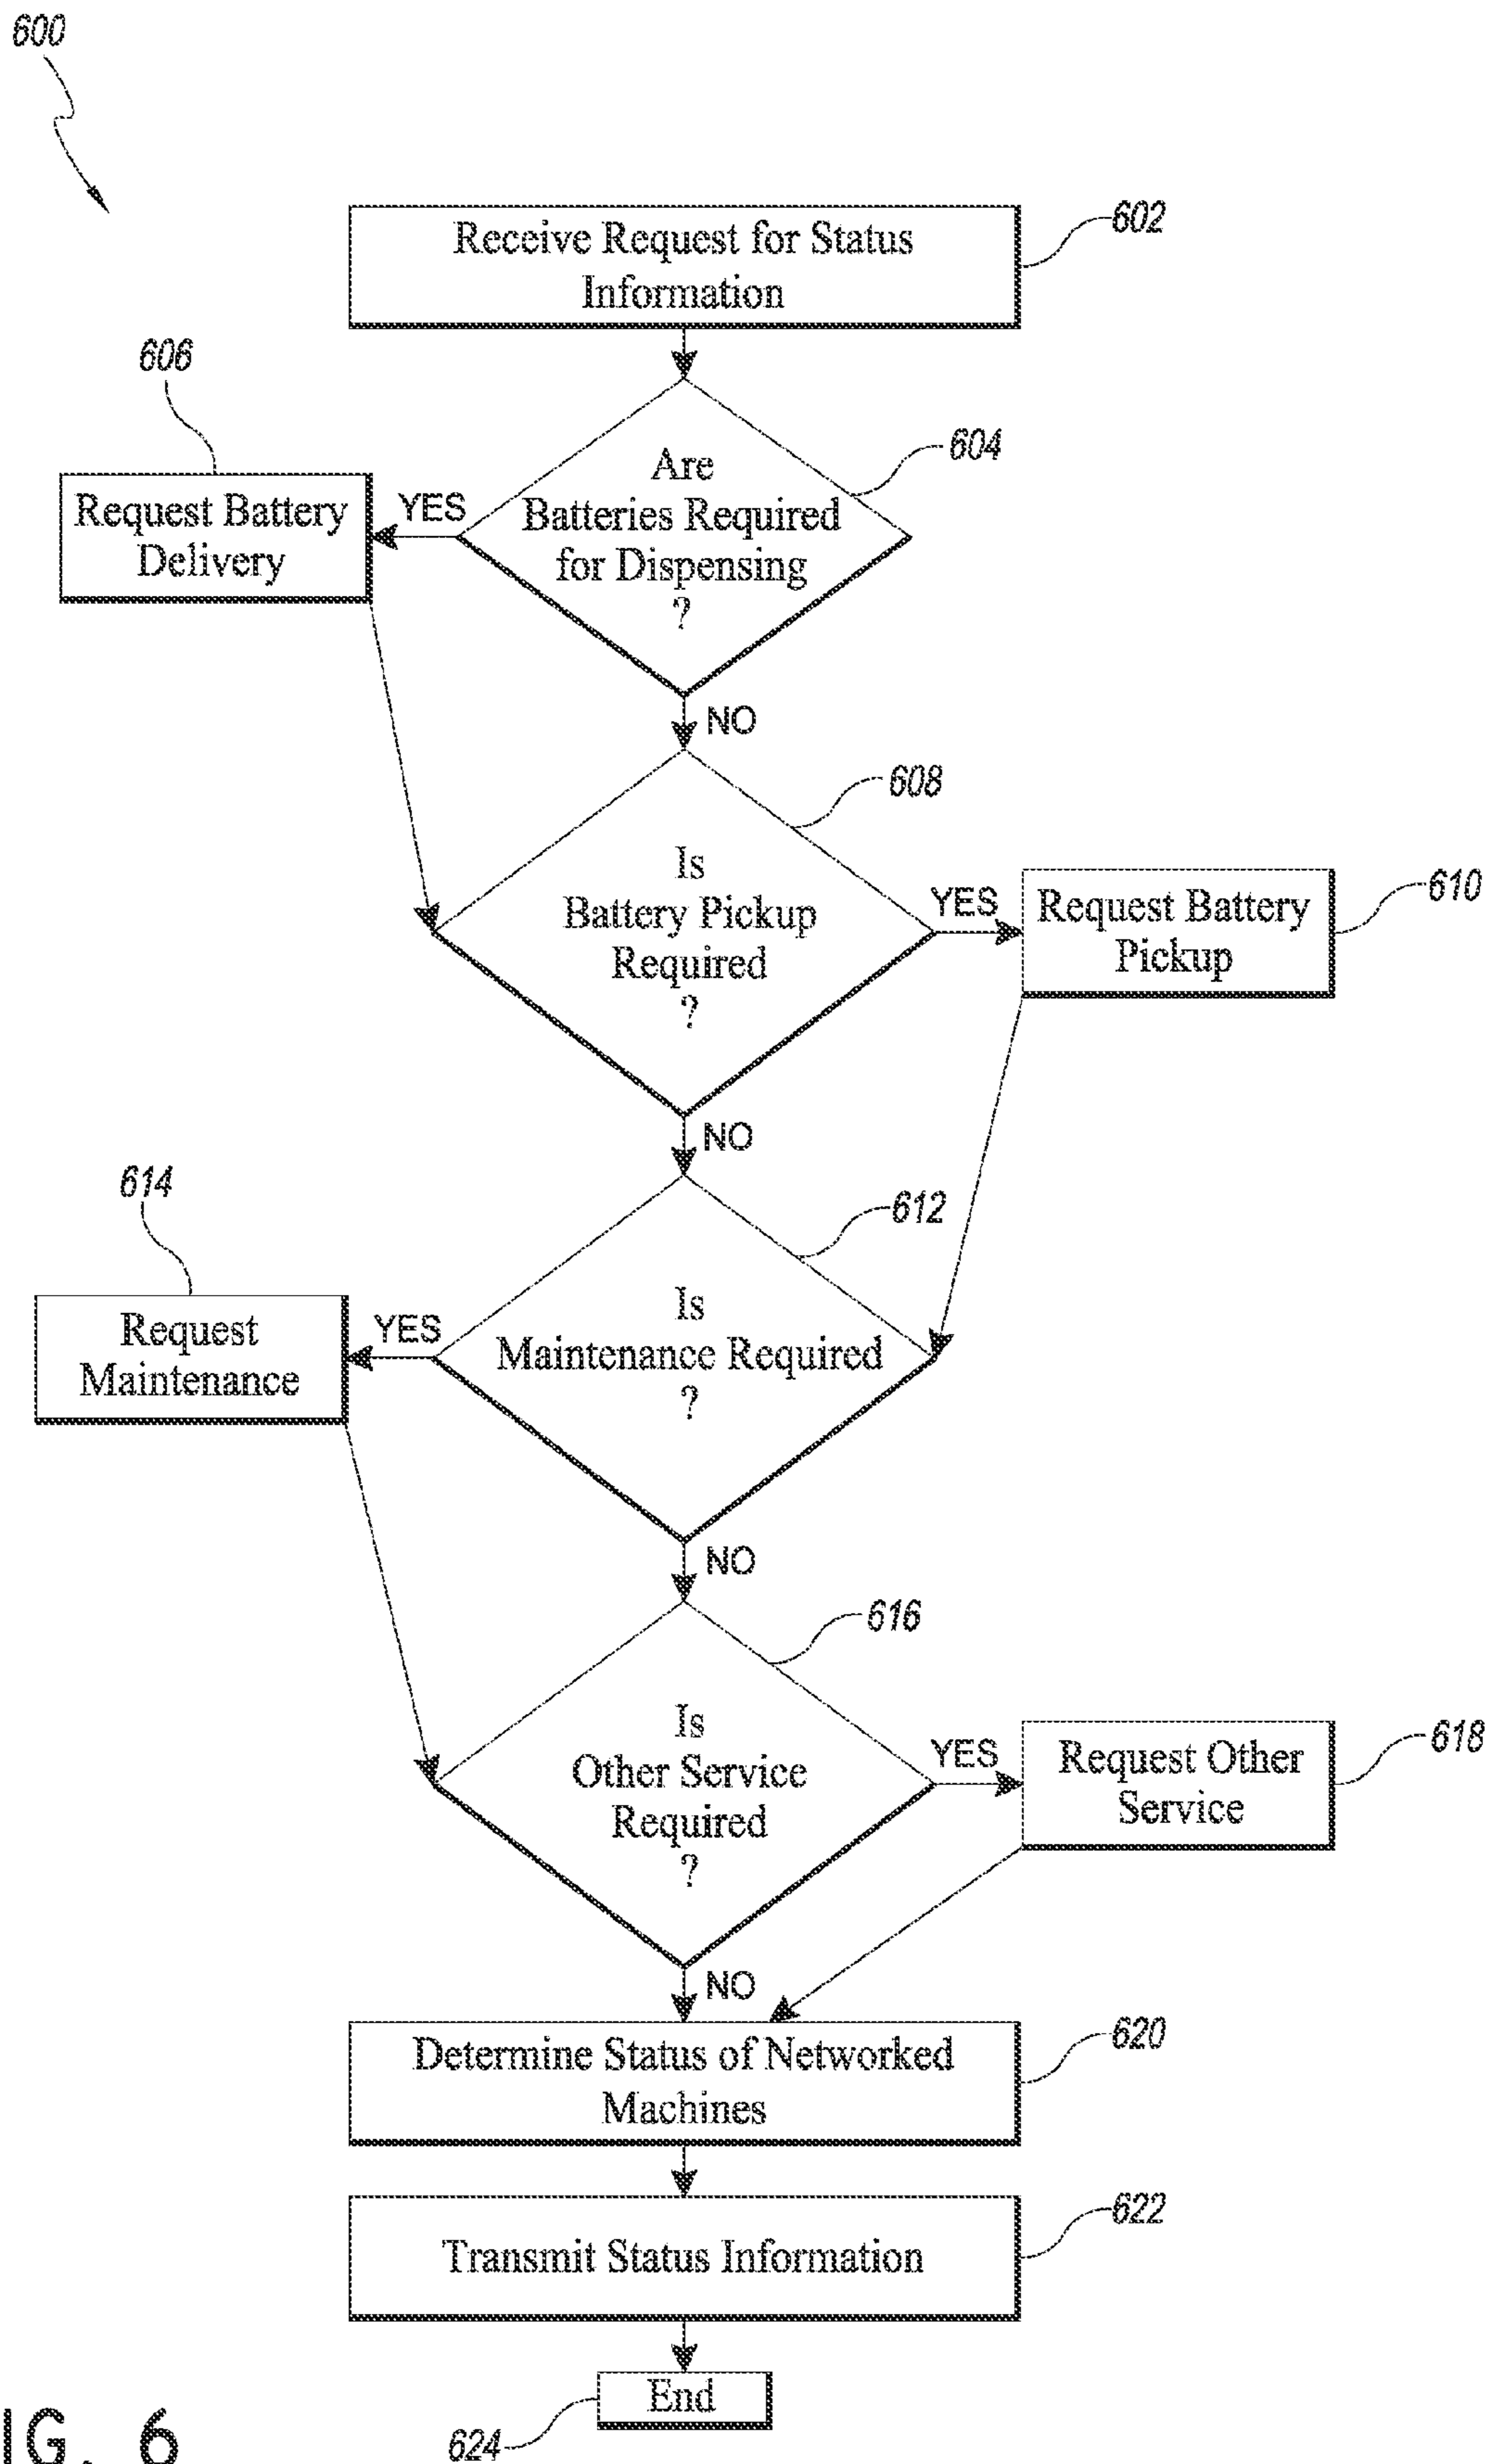 600
Receive Request for Status
Information
602
606
604
Request Battery
Delivery
YES
Are
Batteries Required
for Dispensing
?
NO
608
Is
Battery Pickup
Required
?
YES
Request Battery
Pickup
610
NO
614
612
Request
Maintenance
YES
Is
Maintenance Required
?
NO
616
Is
Other Service
Required
?
YES
Request Other
Service
618
NO
Determine Status of Networked
Machines
620
Transmit Status Information
622
End
624
IG. 6